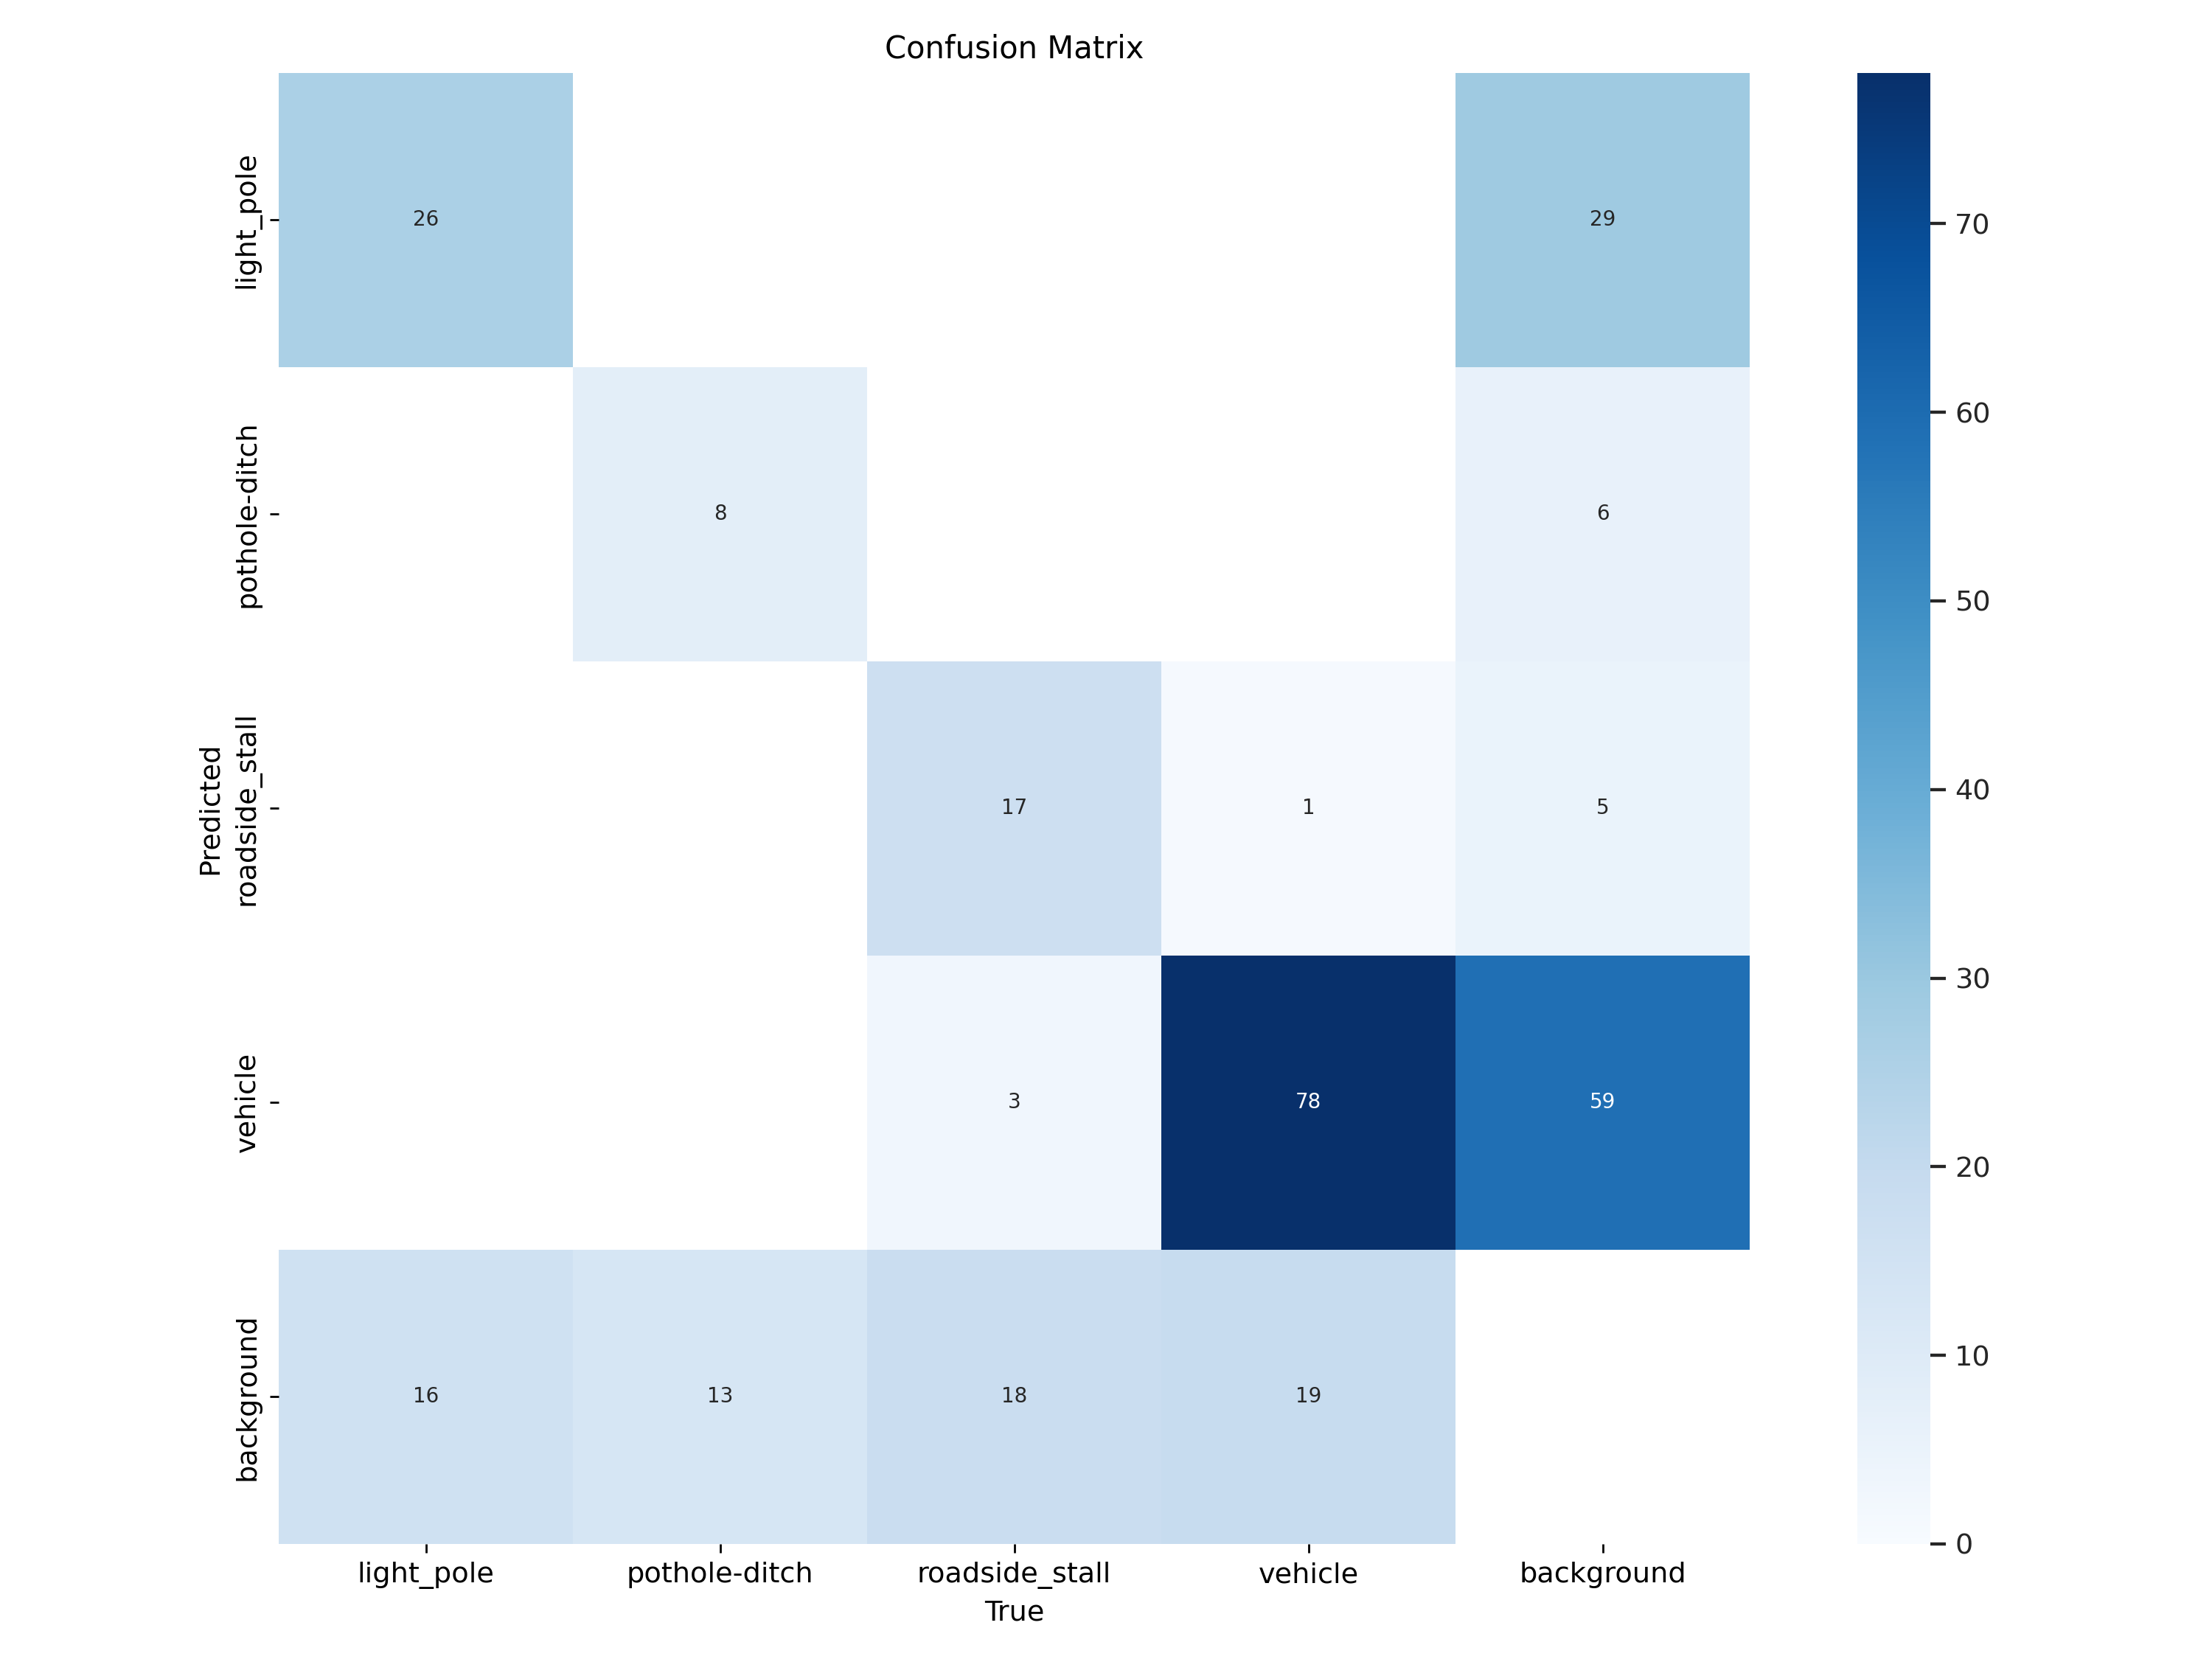 Confusion Matrix
light_pole
26
29
70
60
pothole-ditch
8
6
50
Predicted
roadside_stall
17
1
5
40
30
vehicle
3
78
59
20
10
background
16
13
18
19
0
light_pole
pothole-ditch
roadside_stall
vehicle
background
True